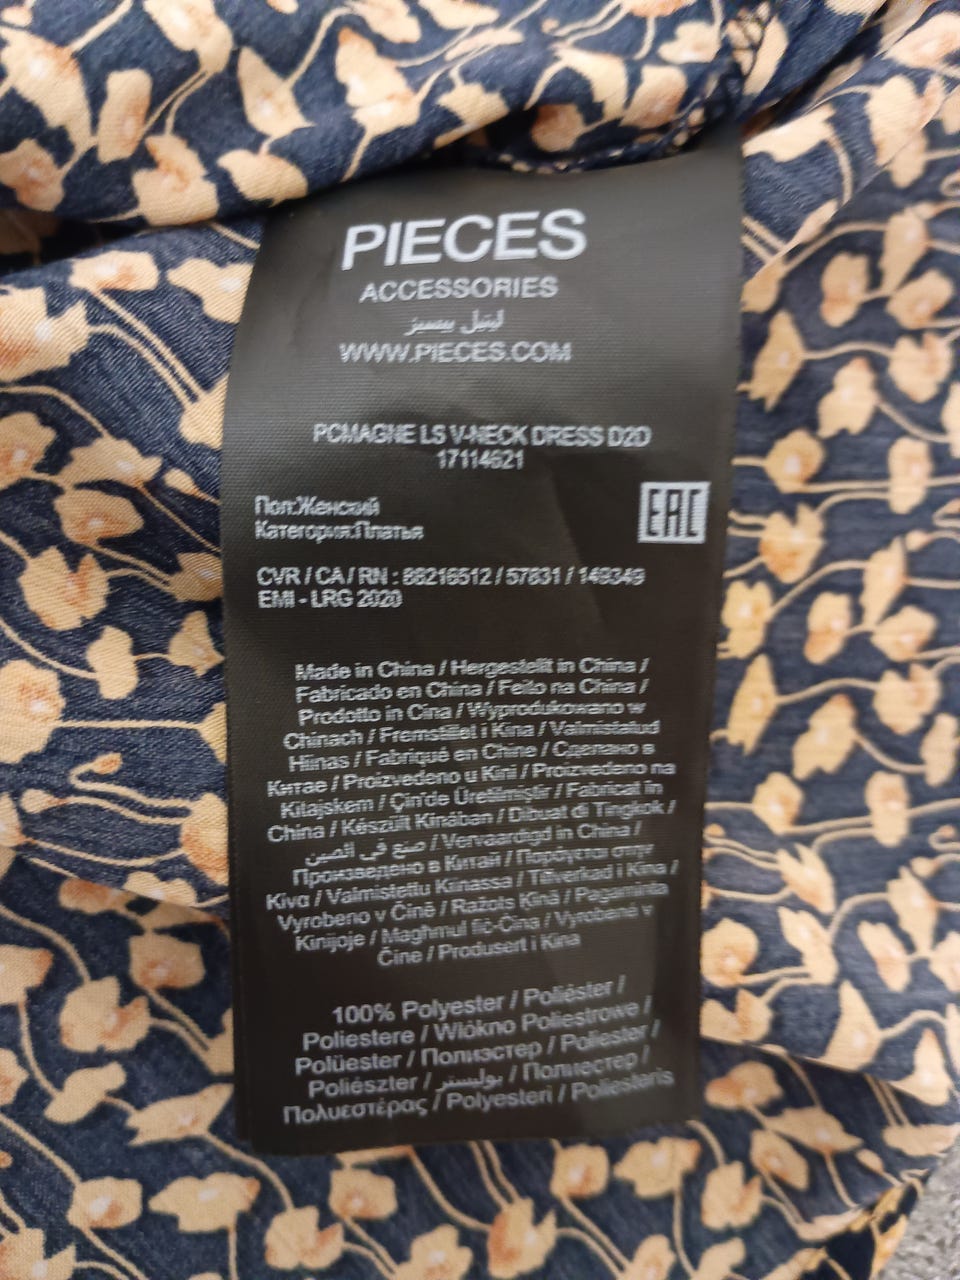 PIECES
ACCESSORIES
ليتيل بيسيز
WWW.PIECES.COM
PCMAGNE LS V-NECK DRESS D2D
17114621
Пол:Женский
Категория:Платья
EAC
CVR / CA / RN : 88216512 / 57831 / 149349
EMI - LRG 2020
Made in China / Hergestellt in China /
Fabricado en China / Feito na China /
Prodotto in Cina / Wyprodukowano w
Chinach / Fremstillet i Kina / Valmistatud
Hiinas / Fabriqué en Chine / Сделано в
Китае / Proizvedeno u Kini / Proizvedeno na
Kitajskem / Çin'de Üretilmiştir / Fabricat in
China / Készült Kínában / Dibuat di Tiongkok /
صنع في الصين / Vervaardigd in China /
Произведено в Китай / Παράγεται στην
Κίνα / Valmistettu Kiinassa / Tillverkad i Kina /
Vyrobeno v Číně / Ražots Ķīnā / Pagaminta
Kinijoje / Magħmul fiċ-Ċina / Vyrobené v
Číne / Produsert i Kina
100% Polyester / Poliéster /
Poliestere / Włókno Poliestrowe /
Polüester / Полиэстер / Poliester /
Poliészter / بوليستر / Полиестер /
Πολυεστέρας / Polyesteri / Poliesteris